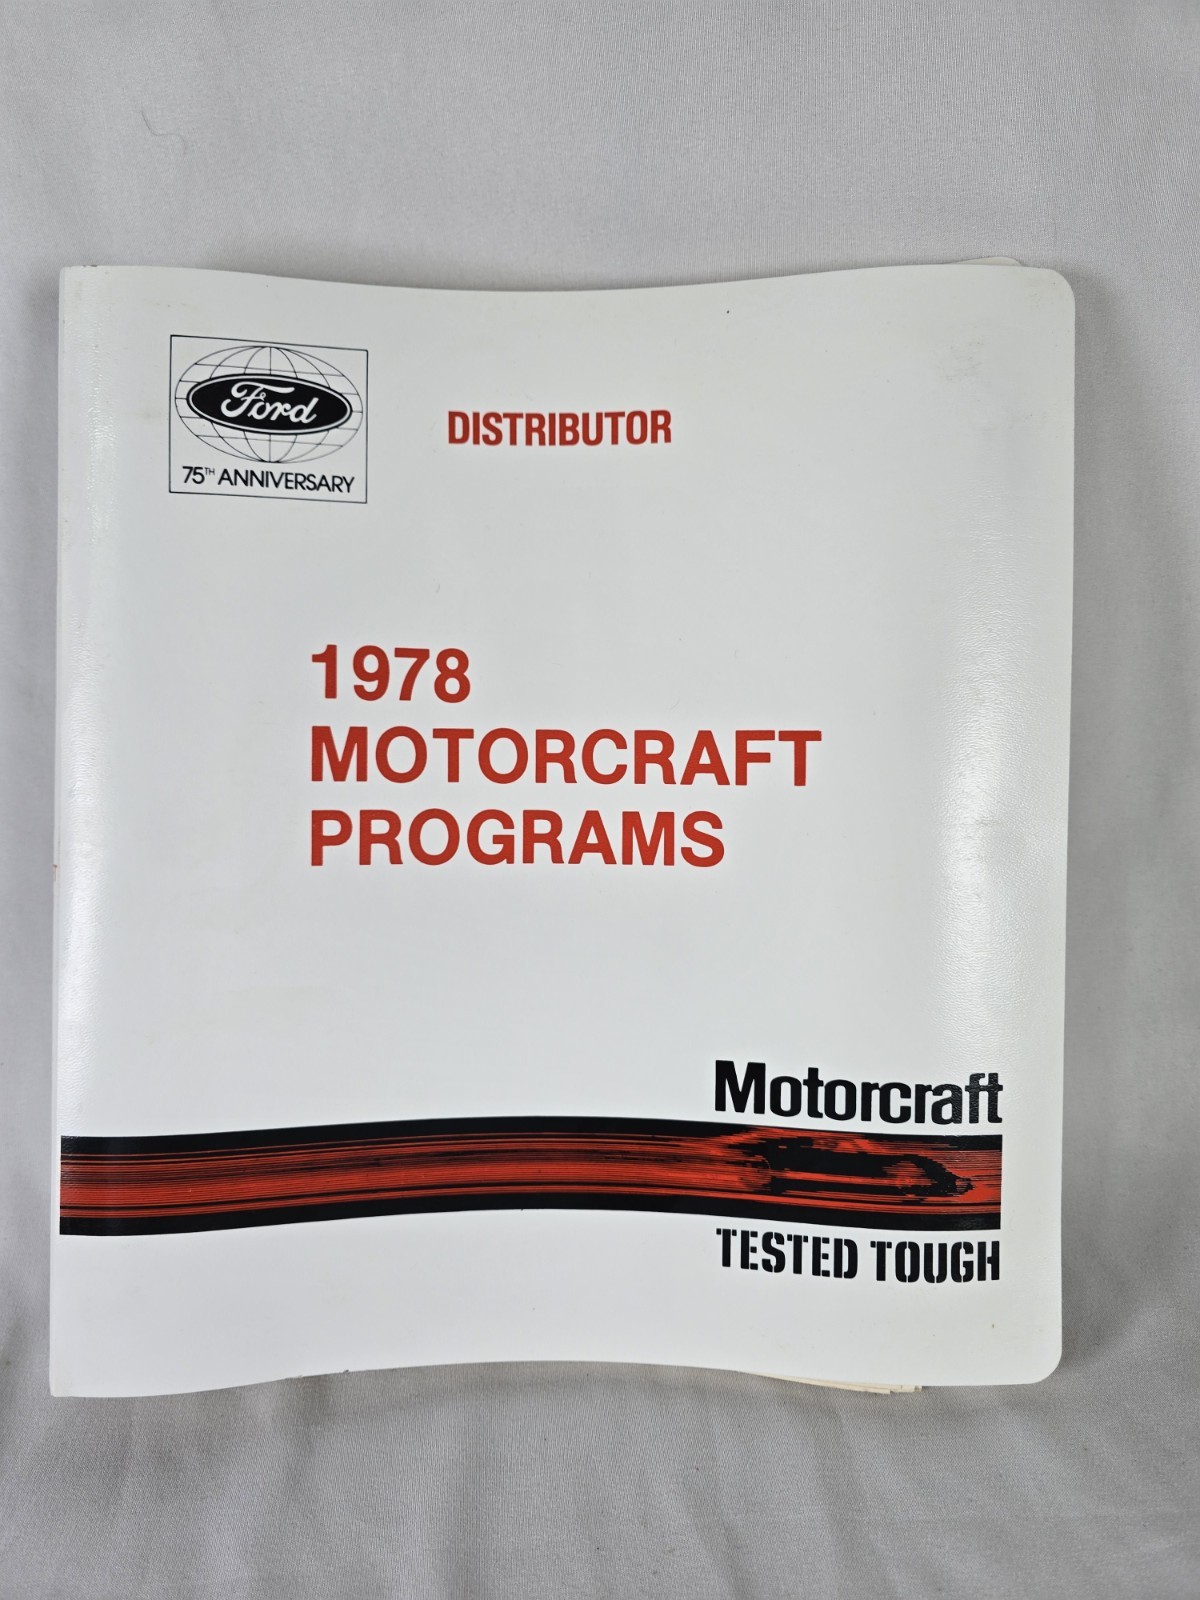 Ford
75TH ANNIVERSARY
DISTRIBUTOR
1978
MOTORCRAFT
PROGRAMS
Motorcraft
TESTED TOUGH